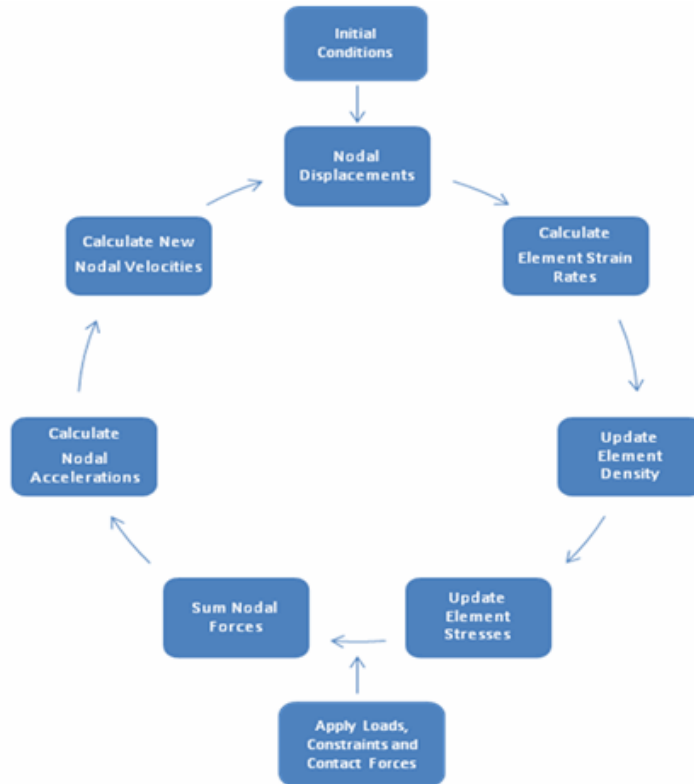 Initial
Conditions
Nodal
Displacements
Calculate
Element Strain
Rates
Update
Element
Density
Update
Element
Stresses
Apply Loads,
Constraints and
Contact Forces
Sum Nodal
Forces
Calculate
Nodal
Accelerations
Calculate New
Nodal Velocities